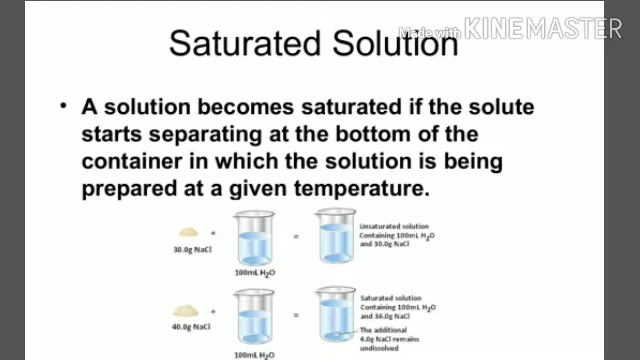 Saturated Solution
Made with KINEMASTER
• A solution becomes saturated if the solute
starts separating at the bottom of the
container in which the solution is being
prepared at a given temperature.
30.0g NaCl
+
100mL H₂O
=
Unsaturated solution
Containing 100mL H₂O
and 30.0g NaCl
40.0g NaCl
+
100mL H₂O
=
Saturated solution
Containing 100mL H₂O
and 36.0g NaCl
The additional
4.0g NaCl remains
undissolved